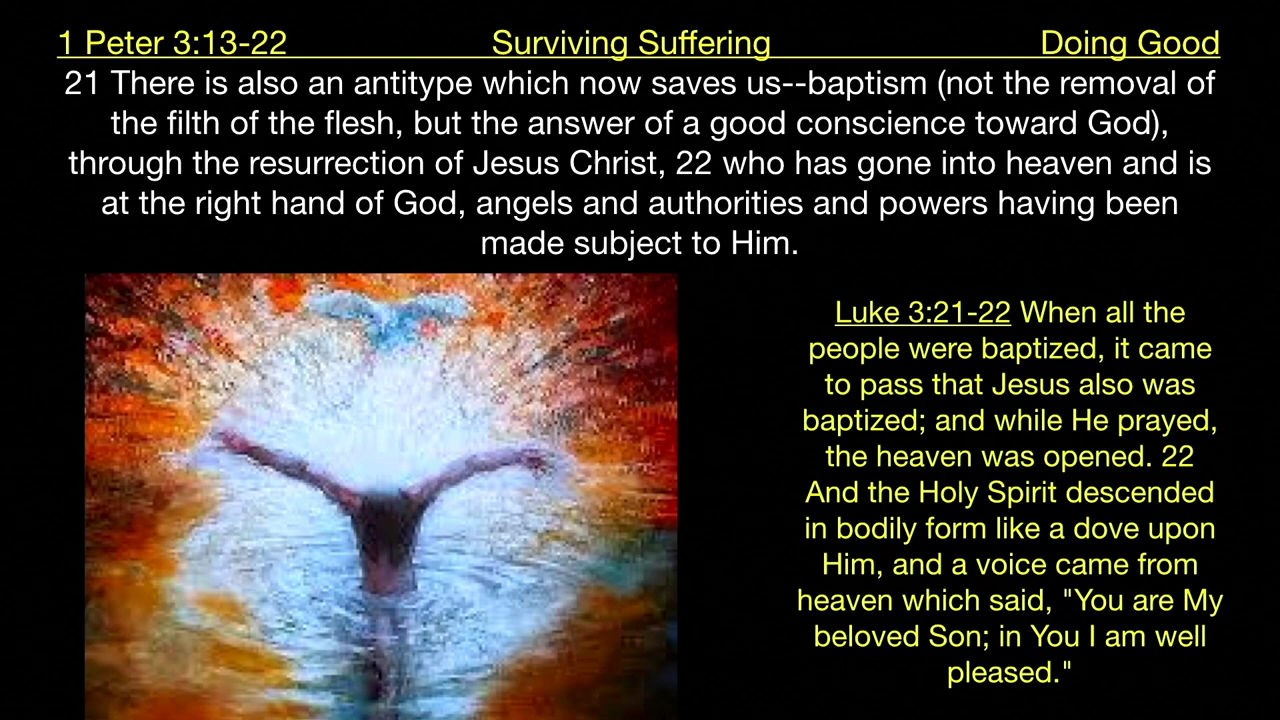 1 Peter 3:13-22 Surviving Suffering Doing Good
21 There is also an antitype which now saves us--baptism (not the removal of
the filth of the flesh, but the answer of a good conscience toward God),
through the resurrection of Jesus Christ, 22 who has gone into heaven and is
at the right hand of God, angels and authorities and powers having been
made subject to Him.
Luke 3:21-22 When all the
people were baptized, it came
to pass that Jesus also was
baptized; and while He prayed,
the heaven was opened. 22
And the Holy Spirit descended
in bodily form like a dove upon
Him, and a voice came from
heaven which said, "You are My
beloved Son; in You I am well
pleased."